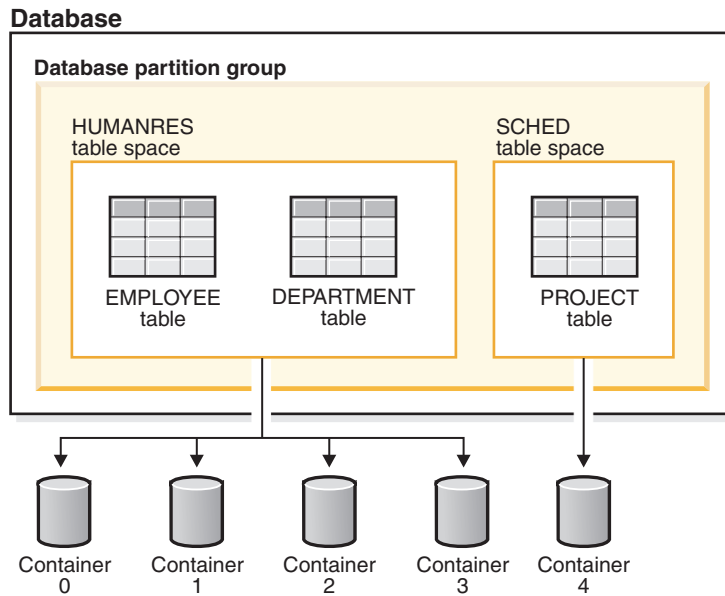 Database
Database partition group
HUMANRES
table space
SCHED
table space
EMPLOYEE
table
DEPARTMENT
table
PROJECT
table
Container
0
Container
1
Container
2
Container
3
Container
4